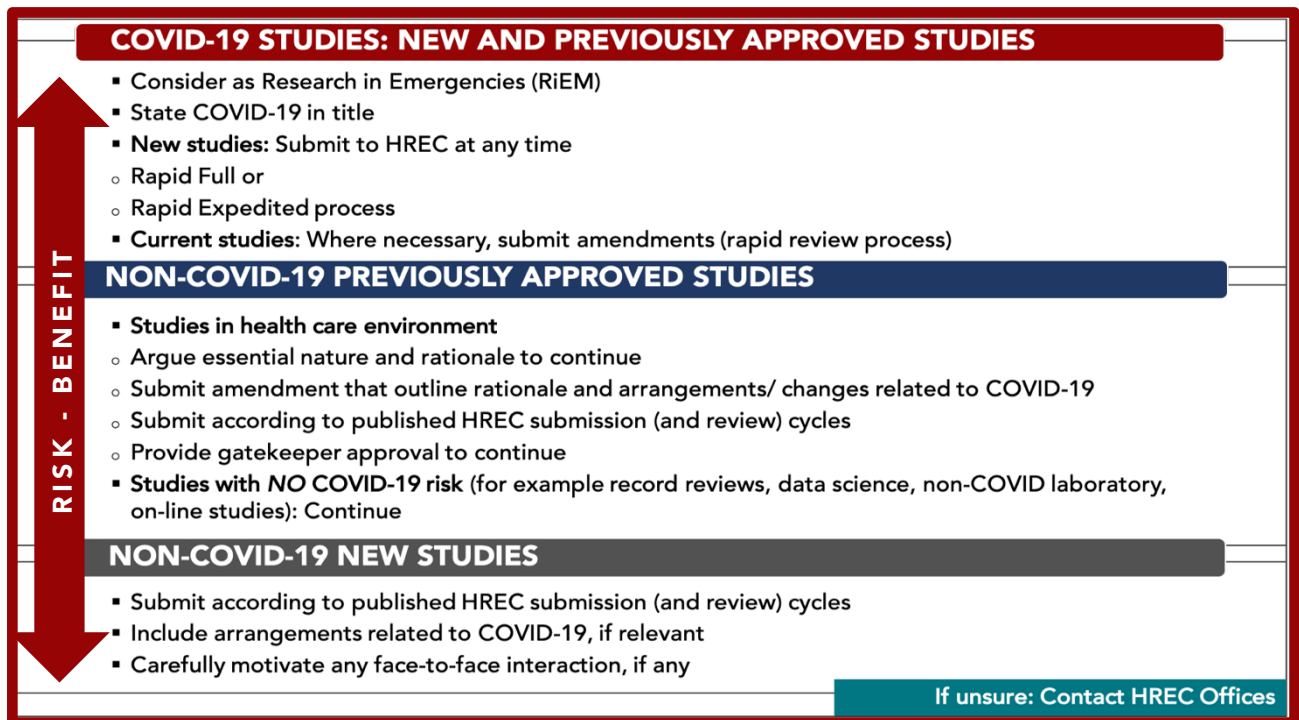 COVID-19 STUDIES: NEW AND PREVIOUSLY APPROVED STUDIES
▪ Consider as Research in Emergencies (RiEM)
▪ State COVID-19 in title
▪ New studies: Submit to HREC at any time
○ Rapid Full or
○ Rapid Expedited process
▪ Current studies: Where necessary, submit amendments (rapid review process)
RISK - BENEFIT
NON-COVID-19 PREVIOUSLY APPROVED STUDIES
▪ Studies in health care environment
○ Argue essential nature and rationale to continue
○ Submit amendment that outline rationale and arrangements/ changes related to COVID-19
○ Submit according to published HREC submission (and review) cycles
○ Provide gatekeeper approval to continue
▪ Studies with NO COVID-19 risk (for example record reviews, data science, non-COVID laboratory,
on-line studies): Continue
NON-COVID-19 NEW STUDIES
▪ Submit according to published HREC submission (and review) cycles
▪ Include arrangements related to COVID-19, if relevant
▪ Carefully motivate any face-to-face interaction, if any
If unsure: Contact HREC Offices